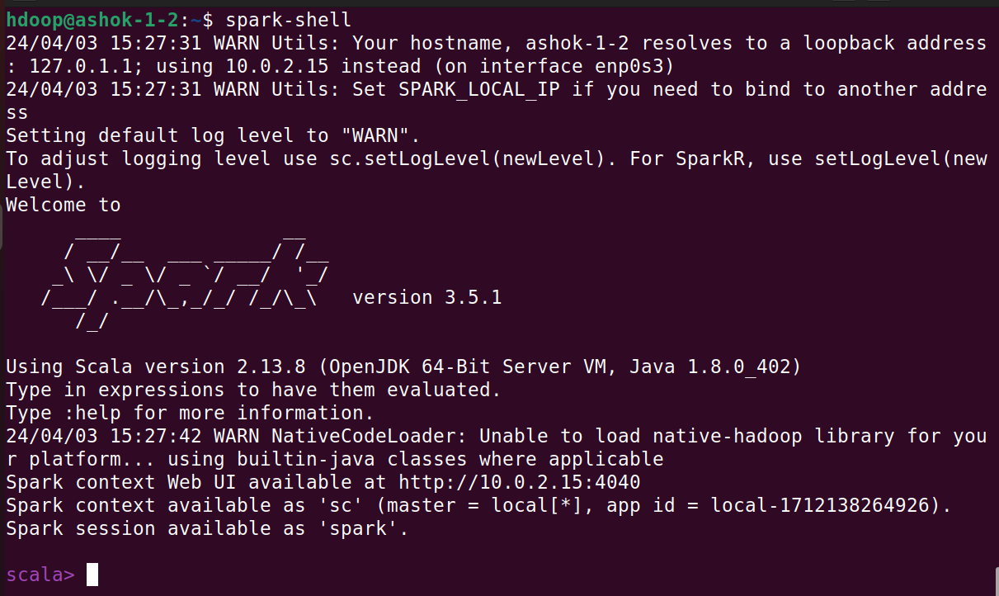 hdoop@ashok-1-2:~$ spark-shell
24/04/03 15:27:31 WARN Utils: Your hostname, ashok-1-2 resolves to a loopback address
: 127.0.1.1; using 10.0.2.15 instead (on interface enp0s3)
24/04/03 15:27:31 WARN Utils: Set SPARK_LOCAL_IP if you need to bind to another addre
ss
Setting default log level to "WARN".
To adjust logging level use sc.setLogLevel(newLevel). For SparkR, use setLogLevel(new
Level).
Welcome to
      ____              __
     / __/__  ___ _____/ /__
    _\ \/ _ \/ _ `/ __/  '_/
   /___/ .__/\_,_/_/ /_/\_\   version 3.5.1
      /_/

Using Scala version 2.13.8 (OpenJDK 64-Bit Server VM, Java 1.8.0_402)
Type in expressions to have them evaluated.
Type :help for more information.
24/04/03 15:27:42 WARN NativeCodeLoader: Unable to load native-hadoop library for you
r platform... using builtin-java classes where applicable
Spark context Web UI available at http://10.0.2.15:4040
Spark context available as 'sc' (master = local[*], app id = local-1712138264926).
Spark session available as 'spark'.

scala>